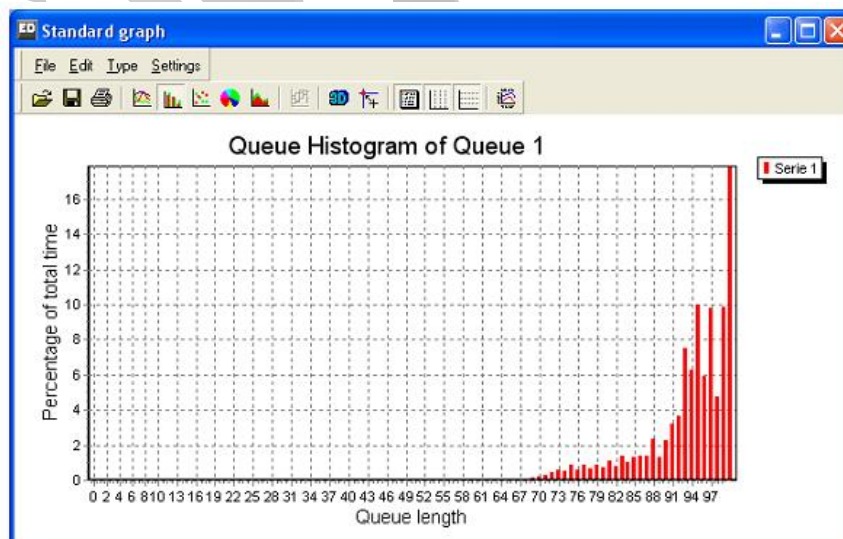 ED Standard graph
File Edit Type Settings
3D
Queue Histogram of Queue 1
Serie 1
Percentage of total time
16
14
12
10
8
6
4
2
0
0 2 4 6 8 10 13 16 19 22 25 28 31 34 37 40 43 46 49 52 55 58 61 64 67 70 73 76 79 82 85 88 91 94 97
Queue length